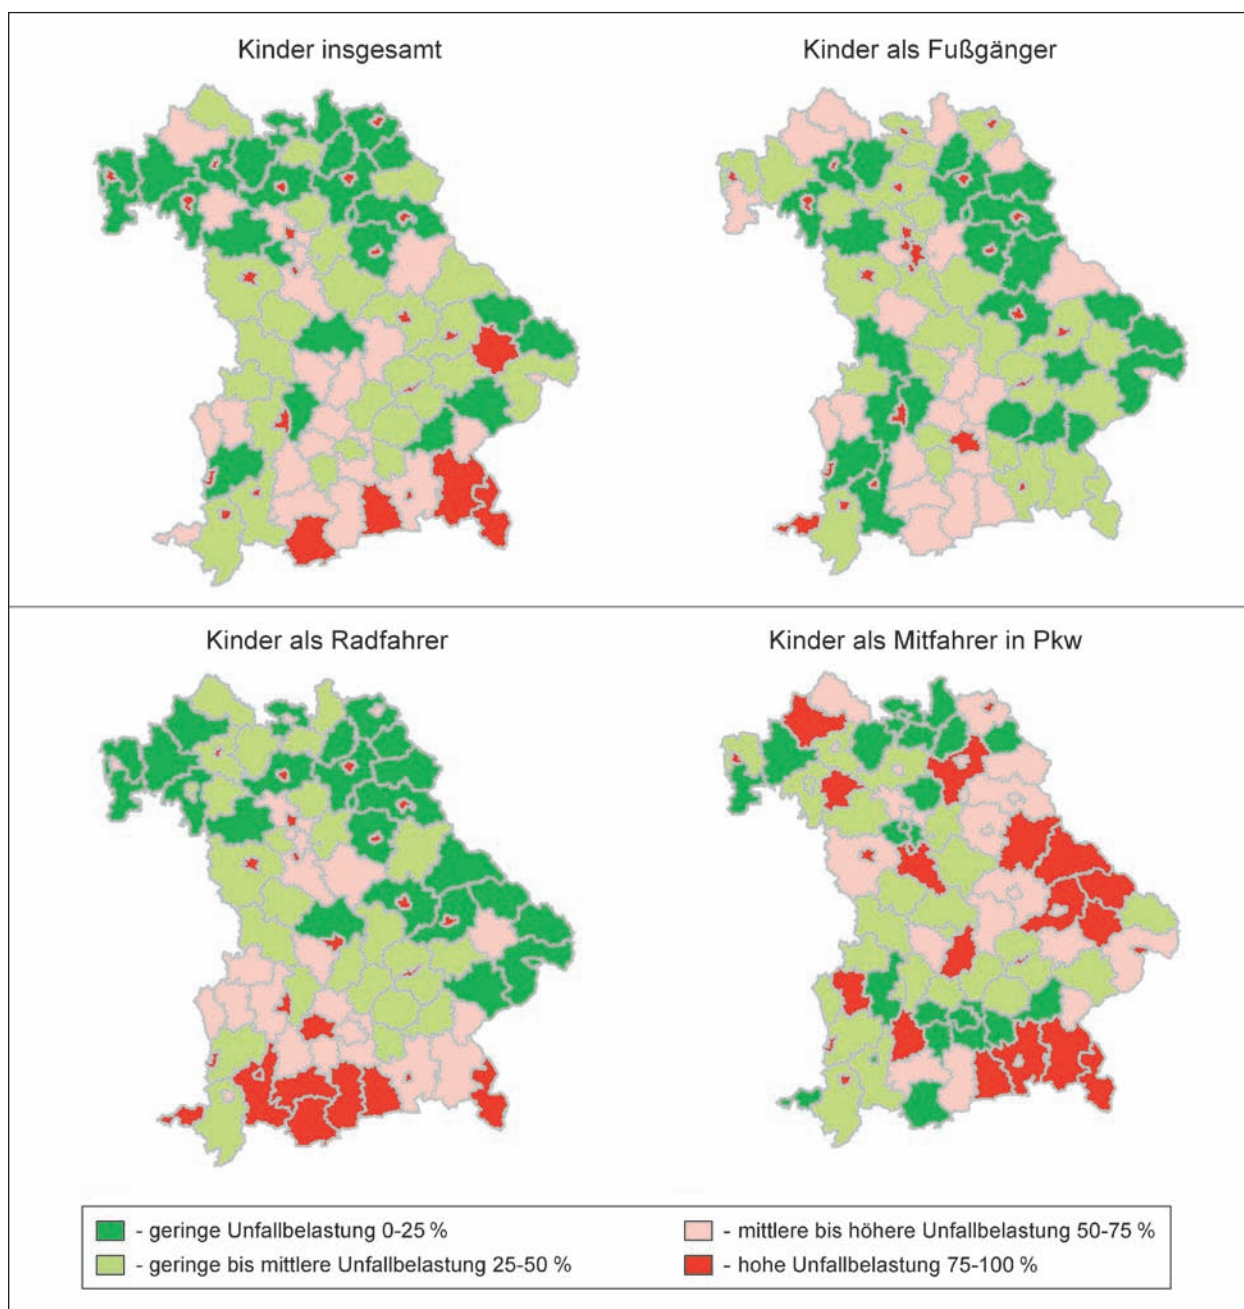 Kinder insgesamt
Kinder als Fußgänger
Kinder als Radfahrer
Kinder als Mitfahrer in Pkw
- geringe Unfallbelastung 0-25 %
- mittlere bis höhere Unfallbelastung 50-75 %
- geringe bis mittlere Unfallbelastung 25-50 %
- hohe Unfallbelastung 75-100 %